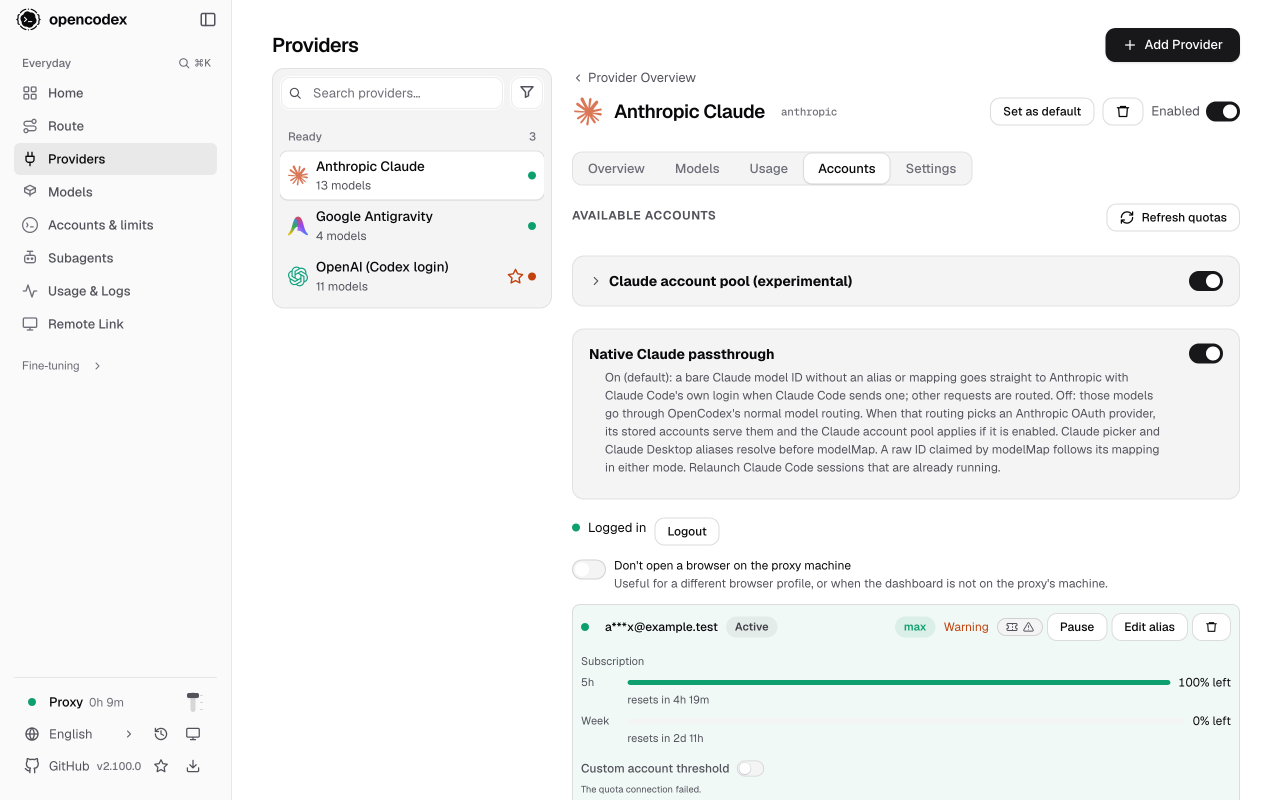 opencodex
Everyday
⌘K
Home
Route
Providers
Models
Accounts & limits
Subagents
Usage & Logs
Remote Link
Fine-tuning
Proxy 0h 9m
English
GitHub v2.100.0
Providers
Add Provider
Search providers...
Ready 3
Anthropic Claude
13 models
Google Antigravity
4 models
OpenAI (Codex login)
11 models
Provider Overview
Anthropic Claude anthropic
Set as default
Enabled
Overview Models Usage Accounts Settings
AVAILABLE ACCOUNTS
Refresh quotas
Claude account pool (experimental)
Native Claude passthrough
On (default): a bare Claude model ID without an alias or mapping goes straight to Anthropic with
Claude Code's own login when Claude Code sends one; other requests are routed. Off: those models
go through OpenCodex's normal model routing. When that routing picks an Anthropic OAuth provider,
its stored accounts serve them and the Claude account pool applies if it is enabled. Claude picker and
Claude Desktop aliases resolve before modelMap. A raw ID claimed by modelMap follows its mapping
in either mode. Relaunch Claude Code sessions that are already running.
Logged in Logout
Don't open a browser on the proxy machine
Useful for a different browser profile, or when the dashboard is not on the proxy's machine.
a***x@example.test Active max Warning Pause Edit alias
Subscription
5h 100% left
resets in 4h 19m
Week 0% left
resets in 2d 11h
Custom account threshold
The quota connection failed.